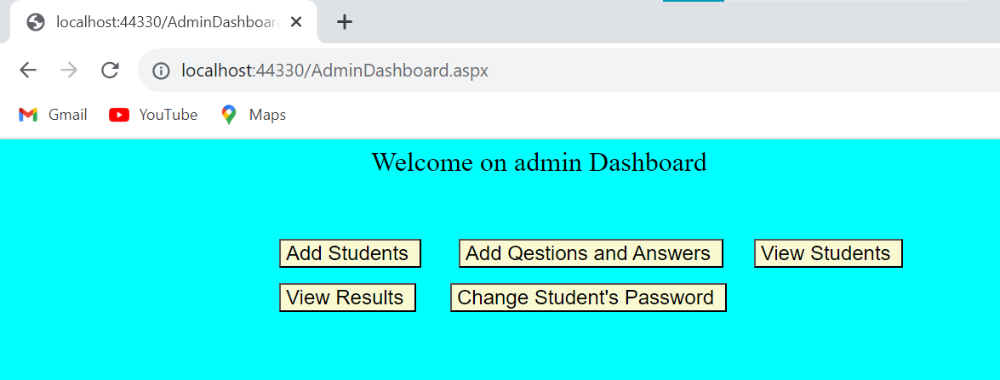 localhost:44330/AdminDashboar
localhost:44330/AdminDashboard.aspx
Gmail YouTube Maps
Welcome on admin Dashboard
Add Students Add Qestions and Answers View Students
View Results Change Student's Password